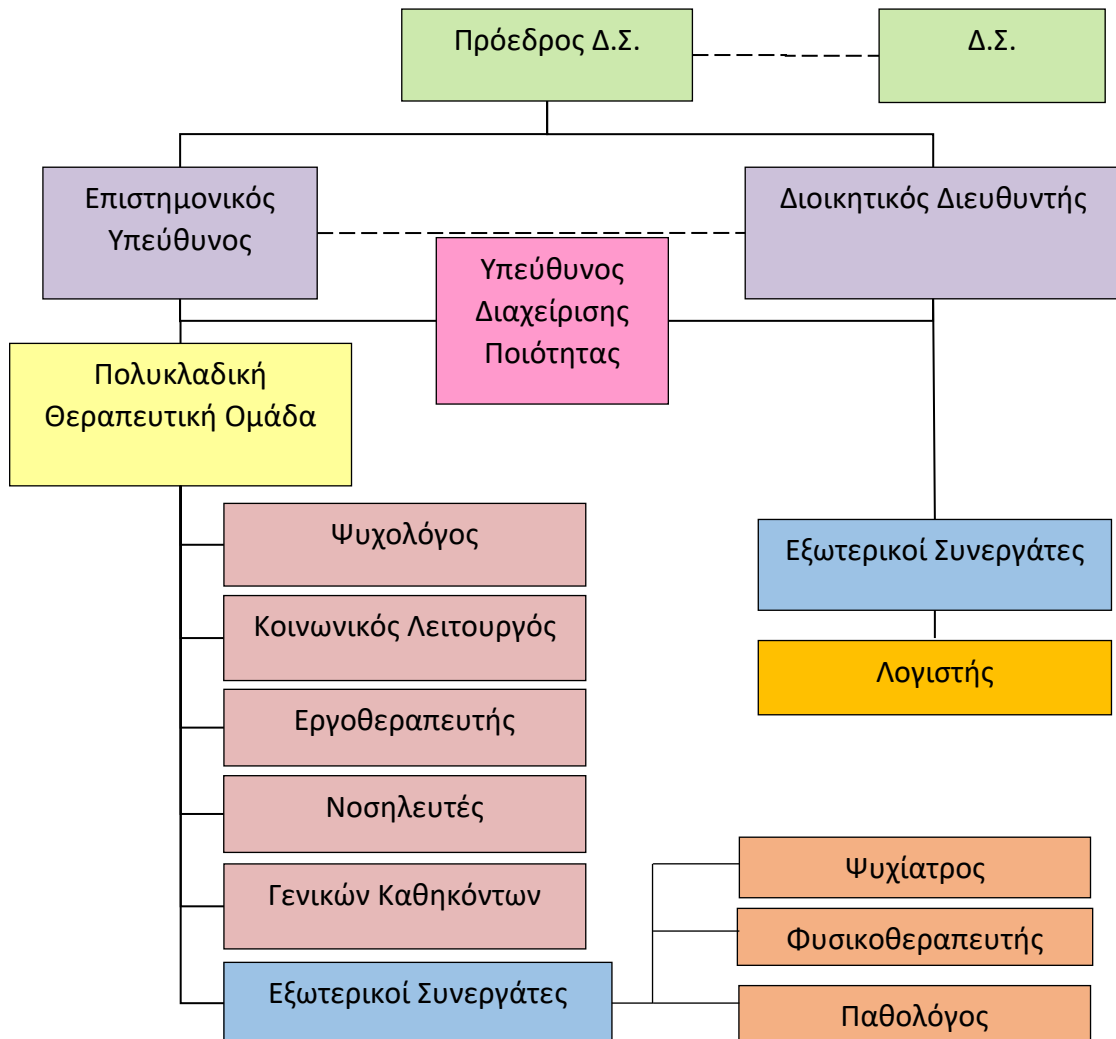 Πρόεδρος Δ.Σ.
Δ.Σ.
Επιστημονικός
Υπεύθυνος
Διοικητικός Διευθυντής
Υπεύθυνος
Διαχείρισης
Ποιότητας
Πολυκλαδική
Θεραπευτική Ομάδα
Ψυχολόγος
Κοινωνικός Λειτουργός
Εργοθεραπευτής
Νοσηλευτές
Γενικών Καθηκόντων
Εξωτερικοί Συνεργάτες
Εξωτερικοί Συνεργάτες
Λογιστής
Ψυχίατρος
Φυσικοθεραπευτής
Παθολόγος